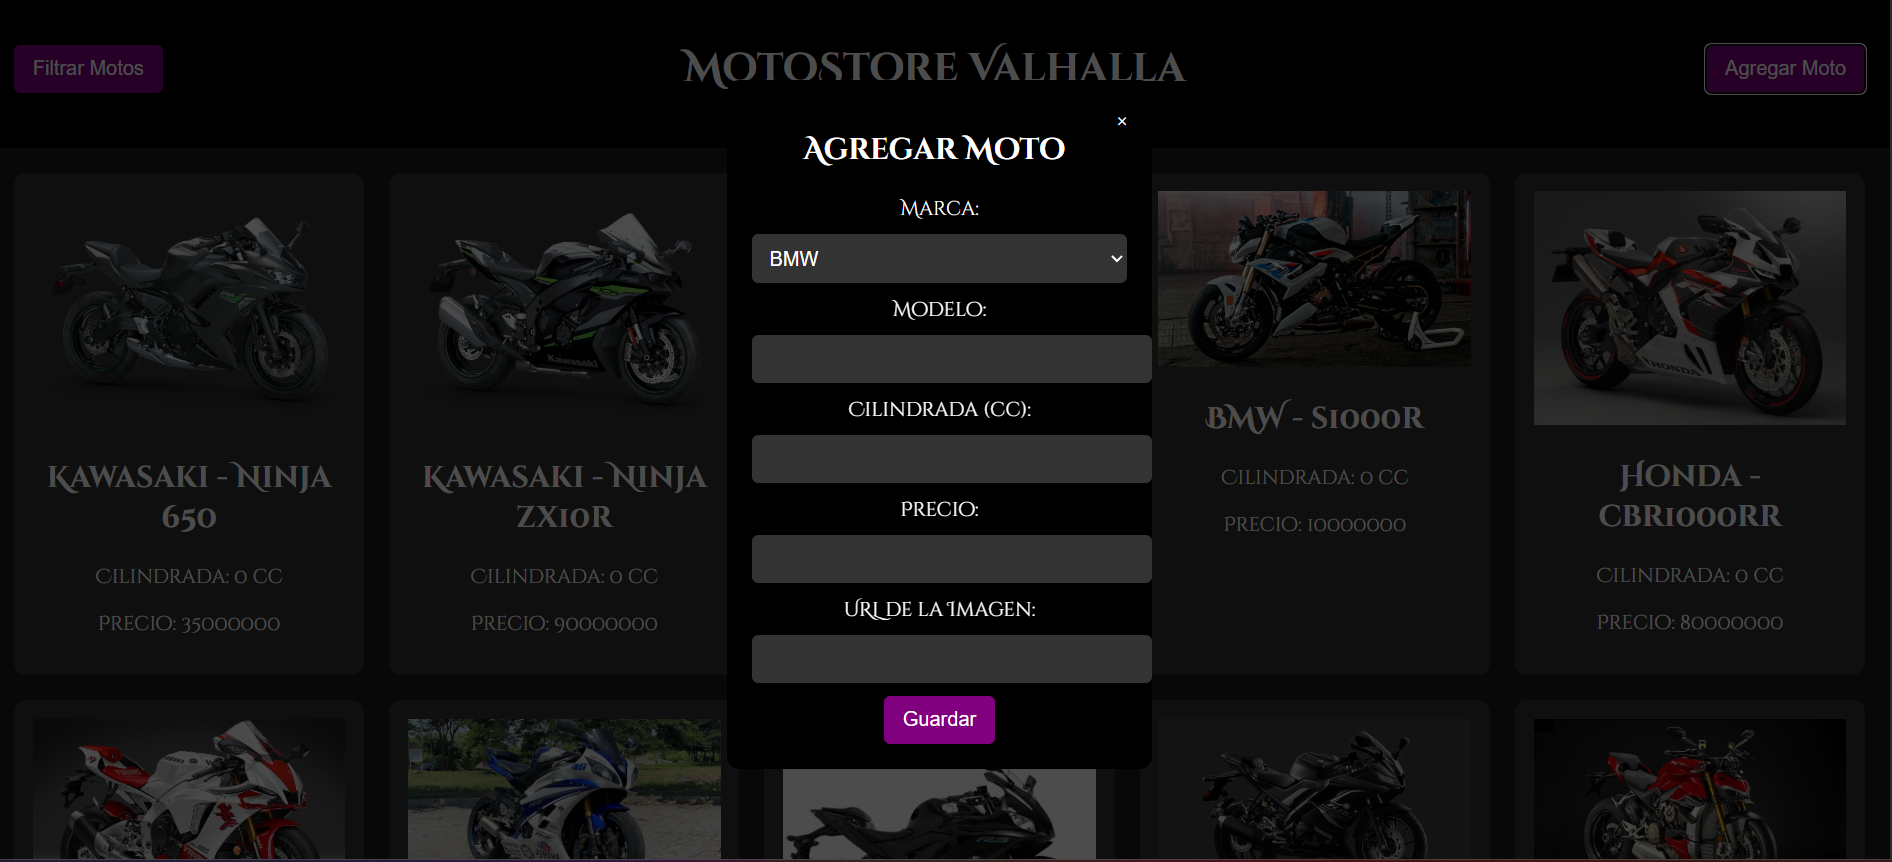 Filtrar Motos
Motostore Valhalla
Agregar Moto
×
Agregar Moto
Marca:
BMW
Modelo:
Cilindrada (cc):
Precio:
URL de la Imagen:
Guardar
Kawasaki - Ninja
650
Cilindrada: 0 cc
Precio: 35000000
Kawasaki - Ninja
ZX10R
Cilindrada: 0 cc
Precio: 90000000
BMW - S1000R
Cilindrada: 0 cc
Precio: 10000000
HONDA
Honda -
CBR1000RR
Cilindrada: 0 cc
Precio: 80000000